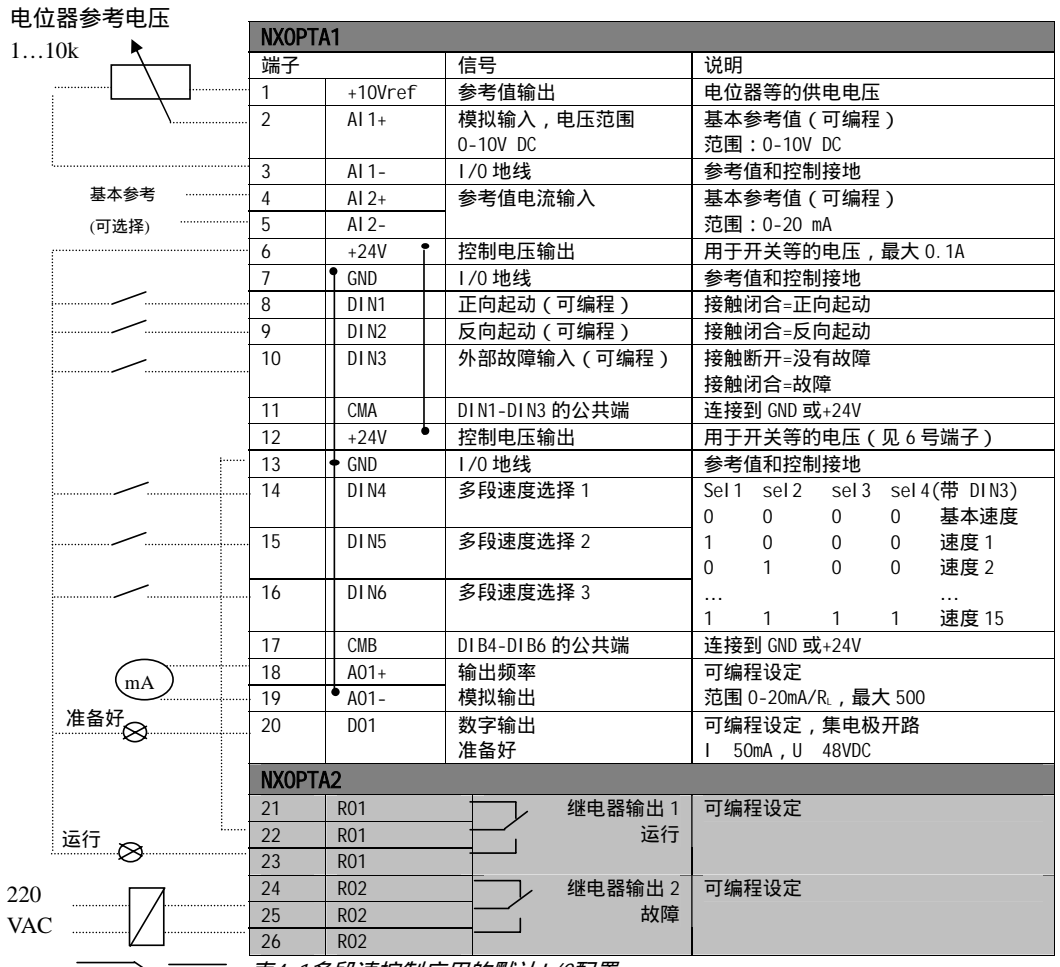 电位器参考电压
1…10k
NXOPTA1
端子 信号 说明
1 +10Vref 参考值输出 电位器等的供电电压
2 AI1+ 模拟输入，电压范围 基本参考值（可编程）
0-10V DC 范围：0-10V DC
3 AI1- I/O 地线 参考值和控制接地
基本参考 4 AI2+ 参考值电流输入 基本参考值（可编程）
(可选择) 5 AI2- 范围：0-20 mA
6 +24V 控制电压输出 用于开关等的电压，最大 0.1A
7 GND I/O 地线 参考值和控制接地
8 DIN1 正向起动（可编程） 接触闭合=正向起动
9 DIN2 反向起动（可编程） 接触闭合=反向起动
10 DIN3 外部故障输入（可编程） 接触断开=没有故障
接触闭合=故障
11 CMA DIN1-DIN3 的公共端 连接到 GND 或+24V
12 +24V 控制电压输出 用于开关等的电压（见 6 号端子）
13 GND I/O 地线 参考值和控制接地
14 DIN4 多段速度选择 1 Sel1 sel2 sel3 sel4(带 DIN3)
0 0 0 0 基本速度
15 DIN5 多段速度选择 2 1 0 0 0 速度 1
0 1 0 0 速度 2
16 DIN6 多段速度选择 3 … …
1 1 1 1 速度 15
17 CMB DIB4-DIB6 的公共端 连接到 GND 或+24V
mA 18 AO1+ 输出频率 可编程设定
19 AO1- 模拟输出 范围 0-20mA/RL，最大 500
准备好 20 DO1 数字输出 可编程设定，集电极开路
准备好 I 50mA，U 48VDC
NXOPTA2
21 RO1 继电器输出 1 可编程设定
22 RO1 运行
运行 23 RO1
220 24 RO2 继电器输出 2 可编程设定
VAC 25 RO2 故障
26 RO2
表4-1多段速控制应用的默认I/O配置